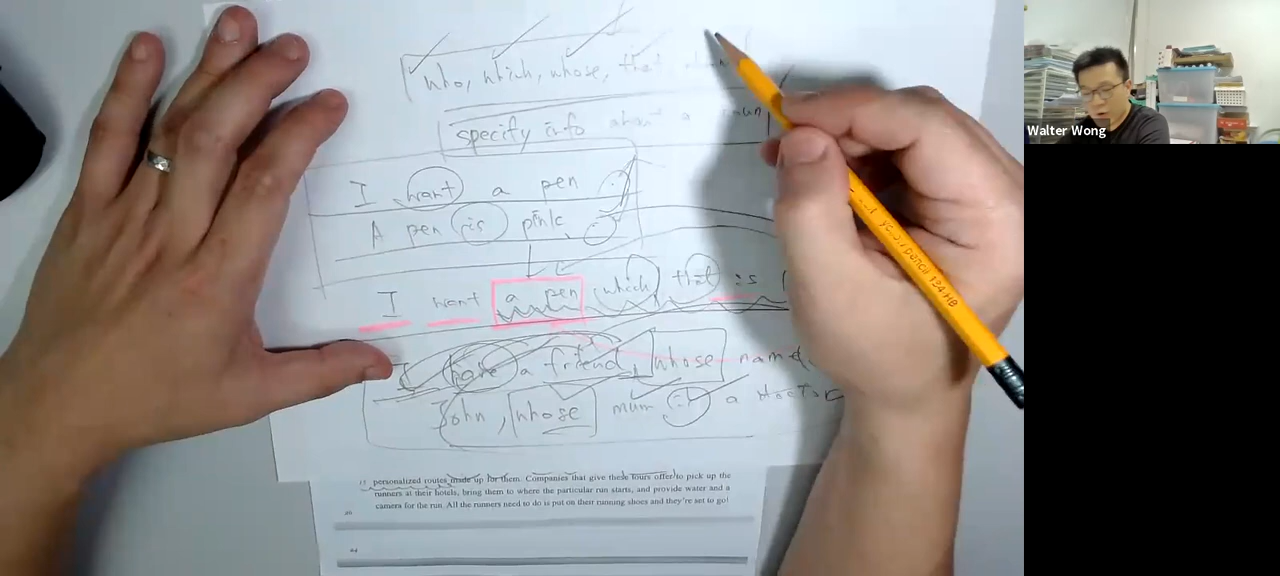 who, which, whose, that
specify info about a noun
I want a pen
A pen is pink
I want a pen which that is
I have a friend, whose name
John, whose mum is a doctor
personalized routes made up for them. Companies that give these tours offer to pick up the
runners at their hotels, bring them to where the particular run starts, and provide water and a
camera for the run. All the runners need to do is put on their running shoes and they're set to go!
Walter Wong